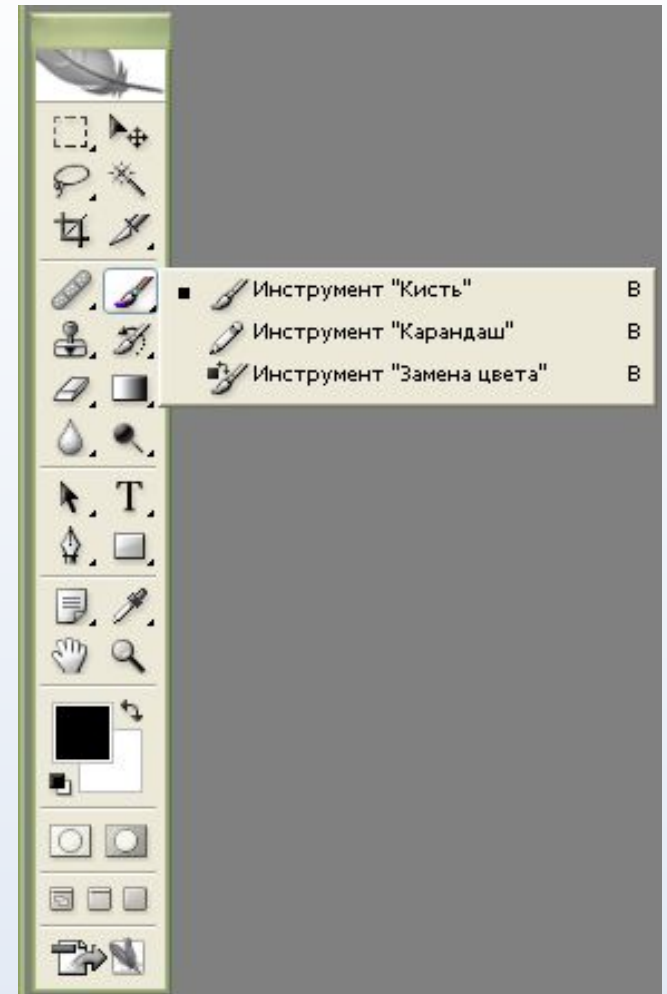 Инструмент "Кисть" В
Инструмент "Карандаш" В
Инструмент "Замена цвета" В
T